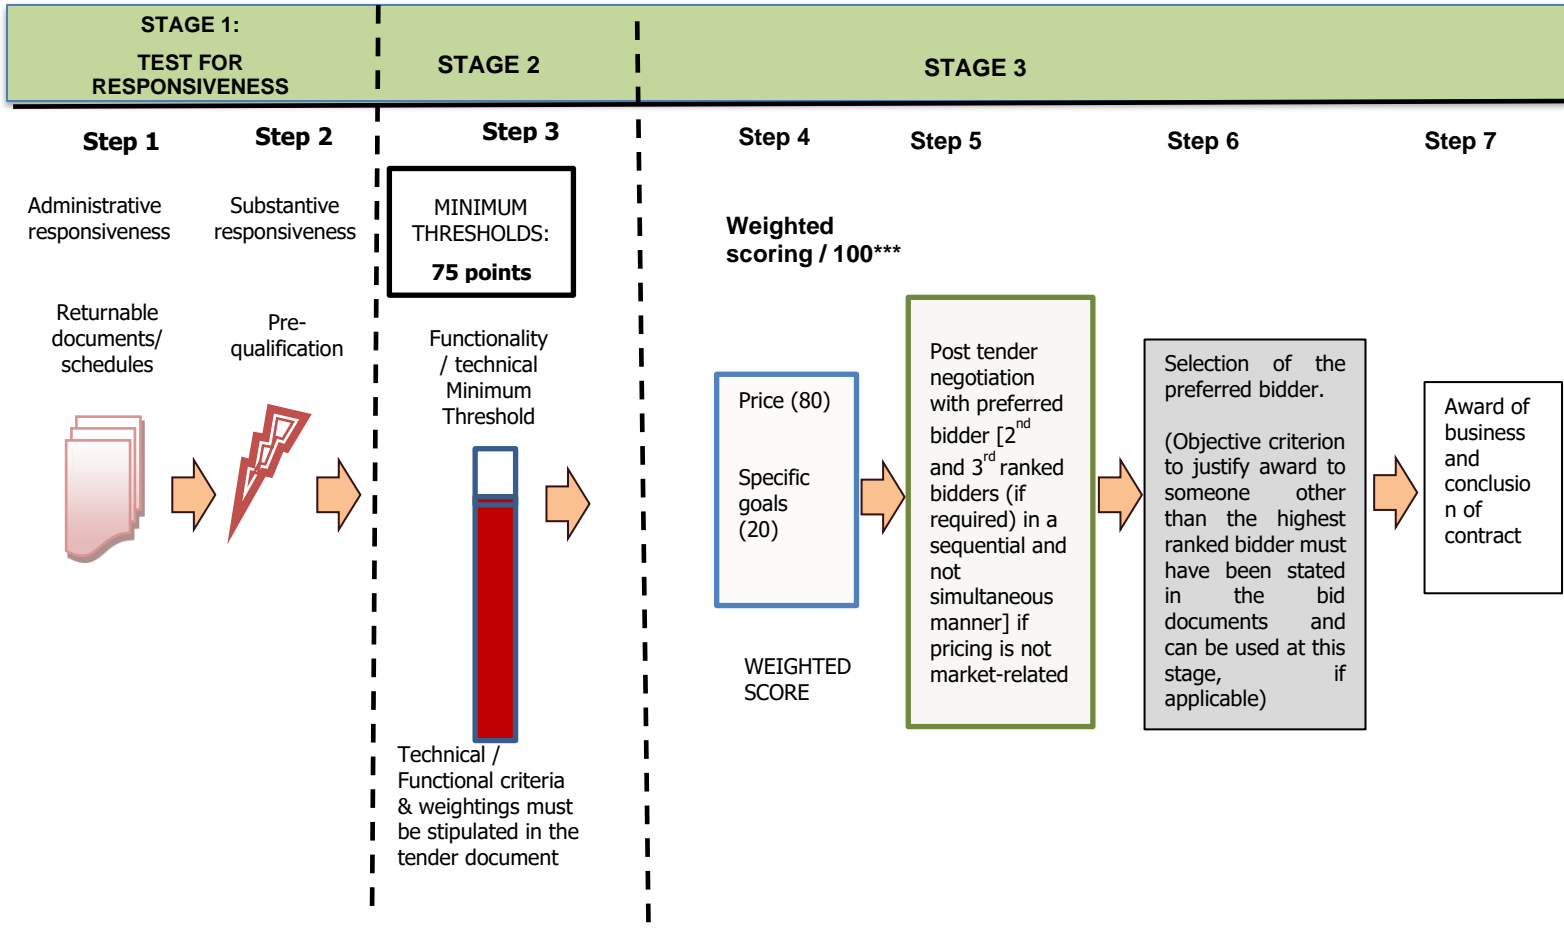 STAGE 1:
TEST FOR
RESPONSIVENESS
STAGE 2
STAGE 3
Step 1
Step 2
Step 3
Step 4
Step 5
Step 6
Step 7
Administrative
responsiveness
Returnable
documents/
schedules
Substantive
responsiveness
Pre-
qualification
MINIMUM
THRESHOLDS:
75 points
Functionality
/ technical
Minimum
Threshold
Technical /
Functional criteria
& weightings must
be stipulated in the
tender document
Weighted
scoring / 100***
Price (80)
Specific
goals
(20)
WEIGHTED
SCORE
Post tender
negotiation
with preferred
bidder [2nd
and 3rd ranked
bidders (if
required) in a
sequential and
not
simultaneous
manner] if
pricing is not
market-related
Selection of the
preferred bidder.
(Objective criterion
to justify award to
someone other
than the highest
ranked bidder must
have been stated
in the bid
documents and
can be used at this
stage, if
applicable)
Award of
business
and
conclusio
n of
contract